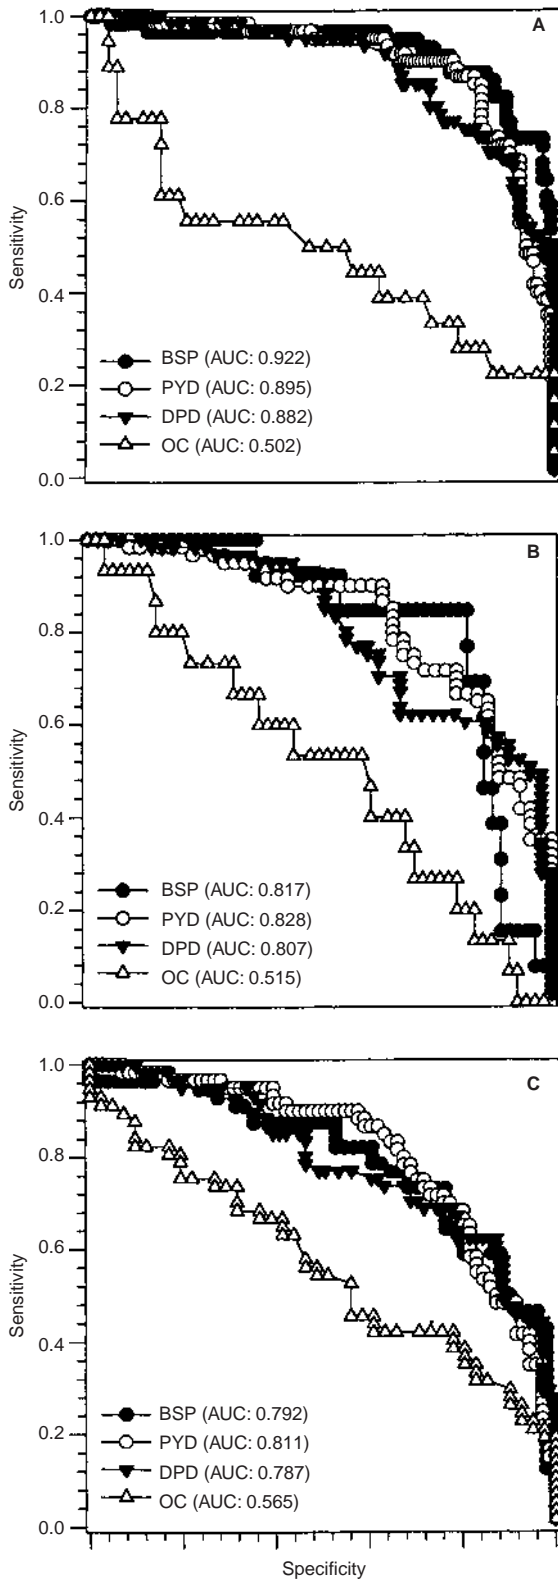 A
1.0
0.8
0.6
0.4
0.2
0.0
Sensitivity
BSP (AUC: 0.922)
PYD (AUC: 0.895)
DPD (AUC: 0.882)
OC (AUC: 0.502)
B
1.0
0.8
0.6
0.4
0.2
0.0
Sensitivity
BSP (AUC: 0.817)
PYD (AUC: 0.828)
DPD (AUC: 0.807)
OC (AUC: 0.515)
C
1.0
0.8
0.6
0.4
0.2
0.0
Sensitivity
BSP (AUC: 0.792)
PYD (AUC: 0.811)
DPD (AUC: 0.787)
OC (AUC: 0.565)
Specificity